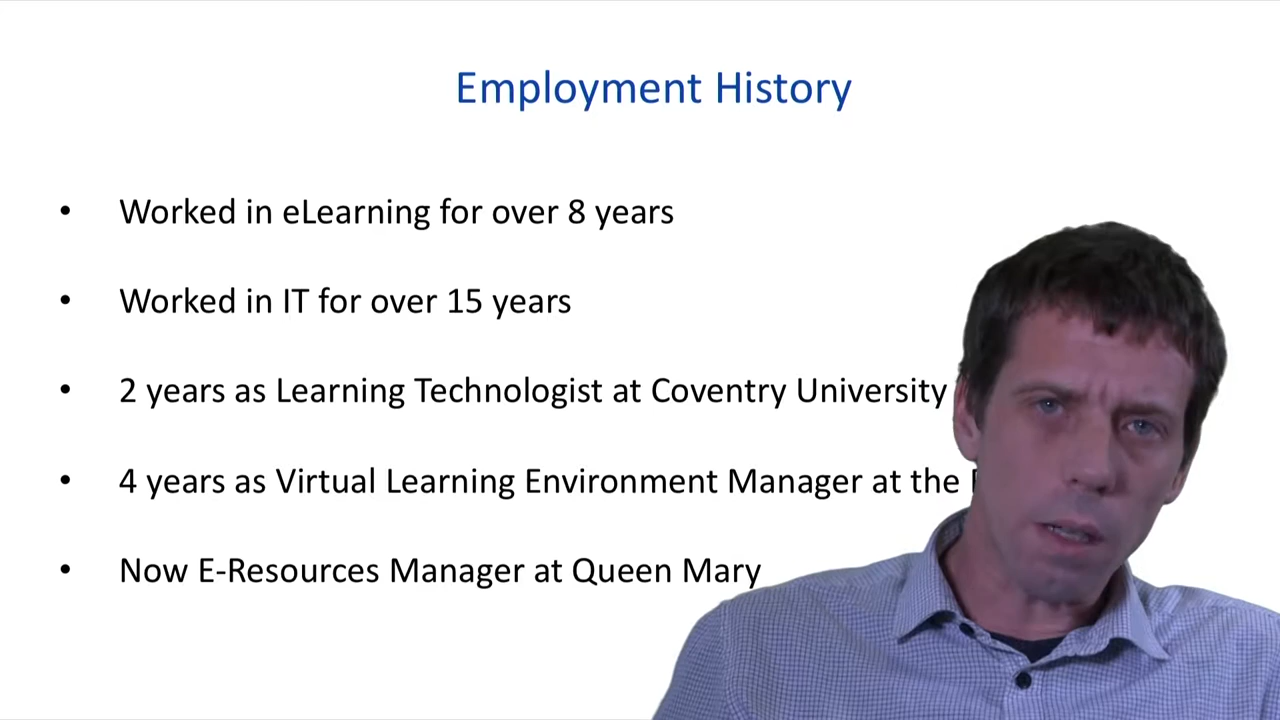 Employment History
• Worked in eLearning for over 8 years
• Worked in IT for over 15 years
• 2 years as Learning Technologist at Coventry University
• 4 years as Virtual Learning Environment Manager at the
• Now E-Resources Manager at Queen Mary